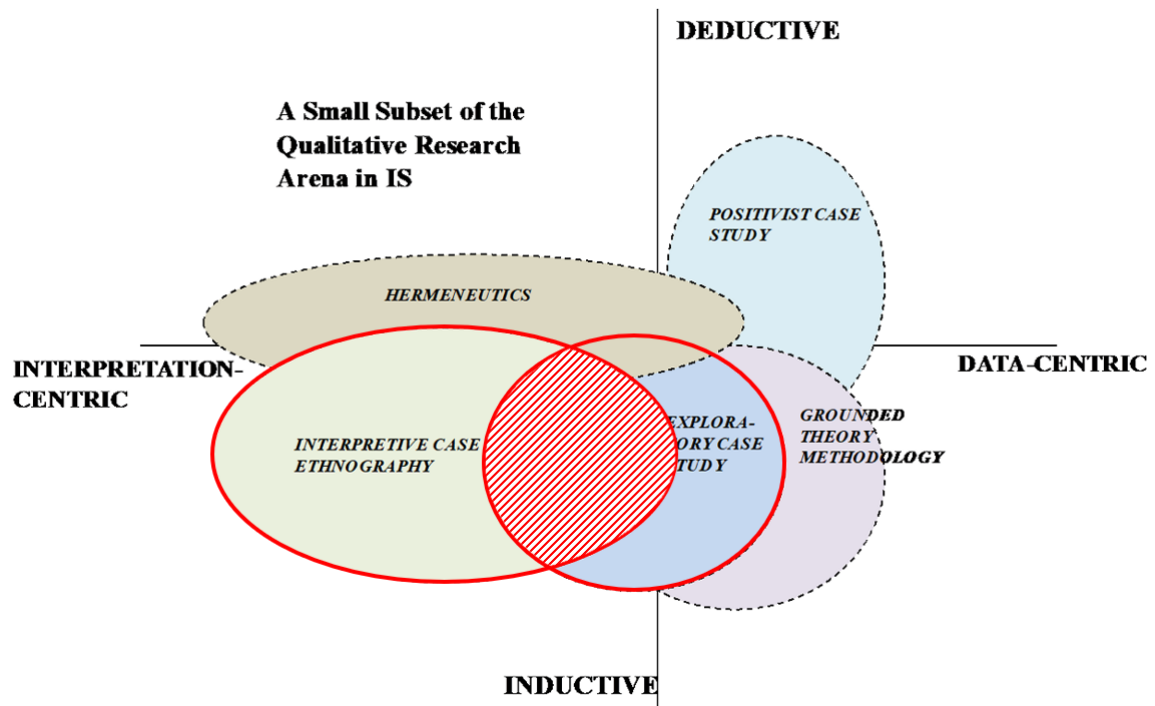 DEDUCTIVE
A Small Subset of the
Qualitative Research
Arena in IS
POSITIVIST CASE
STUDY
HERMENEUTICS
INTERPRETATION-
CENTRIC
DATA-CENTRIC
INTERPRETIVE CASE
ETHNOGRAPHY
EXPLORA-
ORY CASE
TUDY
GROUNDED
THEORY
METHODOLOGY
INDUCTIVE